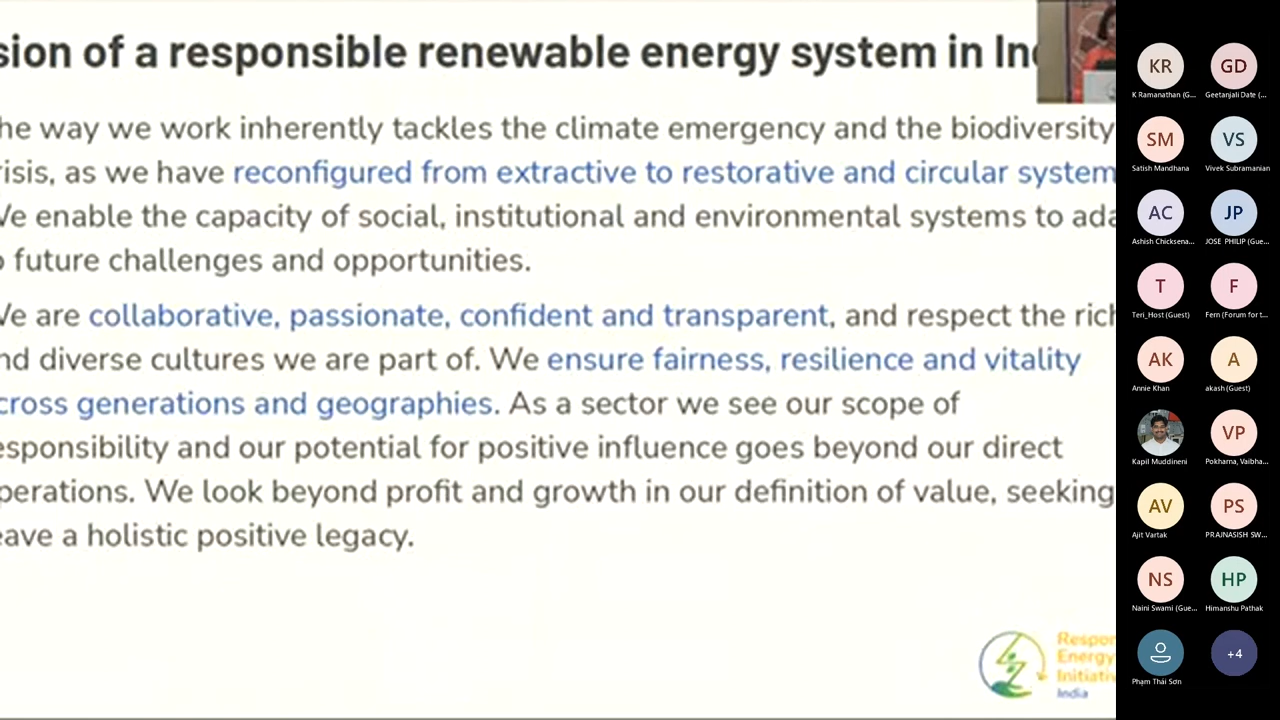 sion of a responsible renewable energy system in Ind
he way we work inherently tackles the climate emergency and the biodiversity
risis, as we have reconfigured from extractive to restorative and circular system
We enable the capacity of social, institutional and environmental systems to ada
o future challenges and opportunities.
We are collaborative, passionate, confident and transparent, and respect the rich
nd diverse cultures we are part of. We ensure fairness, resilience and vitality
cross generations and geographies. As a sector we see our scope of
esponsibility and our potential for positive influence goes beyond our direct
perations. We look beyond profit and growth in our definition of value, seeking
eave a holistic positive legacy.
Respon
Energy
Initiativ
India
KR
K Ramanathan (G...
GD
Geetanjali Date (...
SM
Satish Mandhana
VS
Vivek Subramanian
AC
Ashish Chicksena...
JP
JOSE PHILIP (Gue...
T
Teri_Host (Guest)
F
Fern (Forum for t...
AK
Annie Khan
A
akash (Guest)
Kapil Muddineni
VP
Pokharna, Vaibha...
AV
Ajit Vartak
PS
PRAJNASISH SW...
NS
Naini Swami (Gue...
HP
Himanshu Pathak
Phạm Thái Sơn
+4